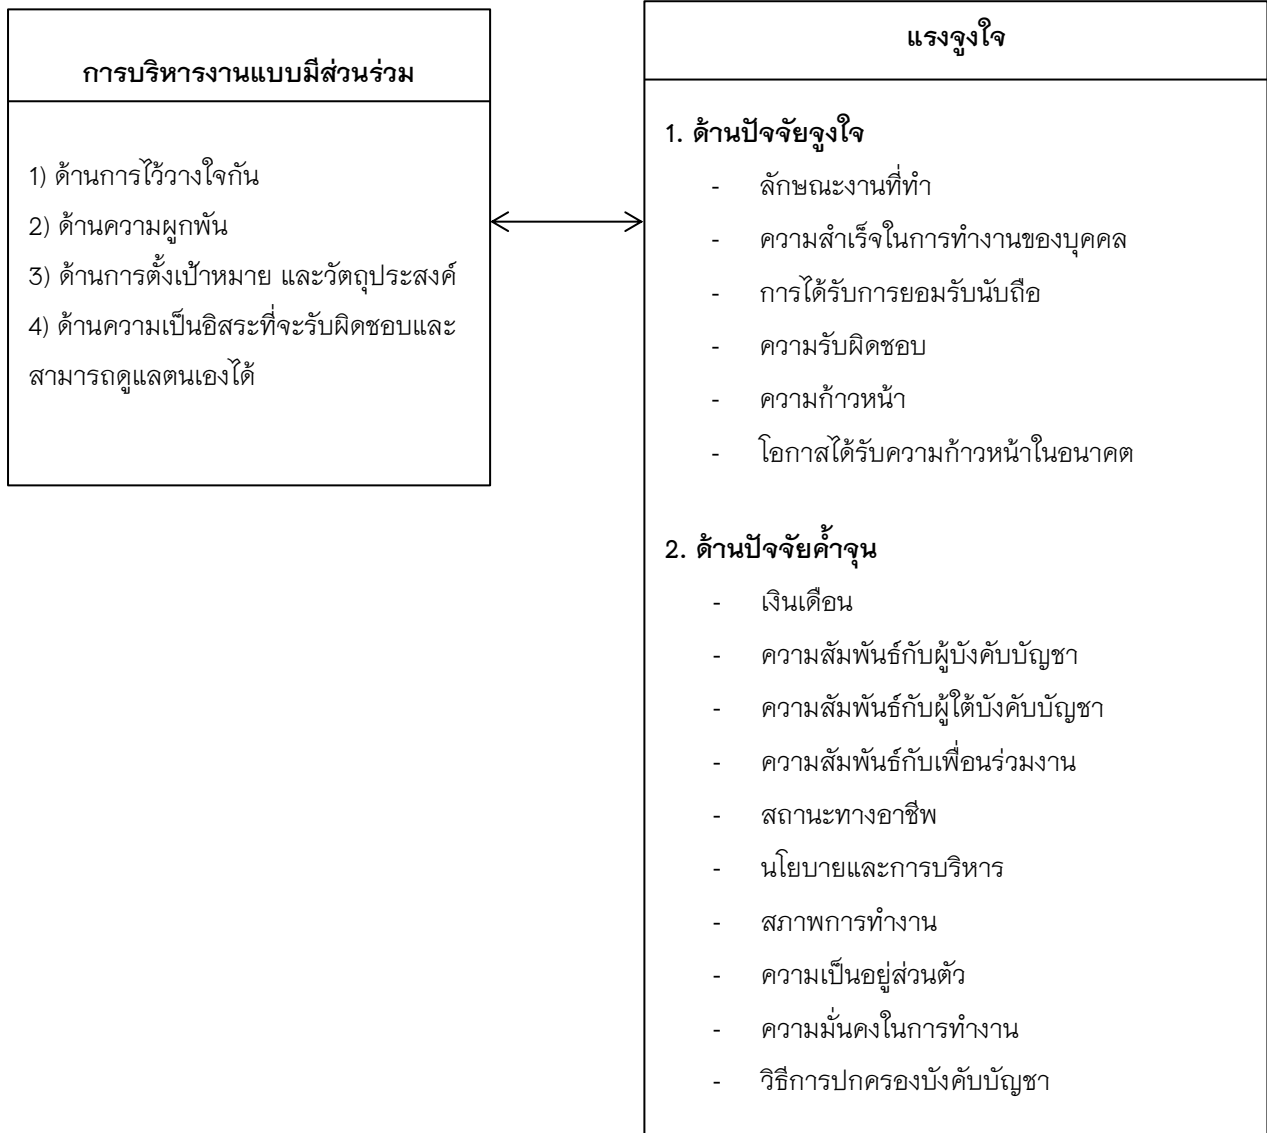 การบริหารงานแบบมีส่วนร่วม
1) ด้านการไว้วางใจกัน
2) ด้านความผูกพัน
3) ด้านการตั้งเป้าหมาย และวัตถุประสงค์
4) ด้านความเป็นอิสระที่จะรับผิดชอบและ
สามารถดูแลตนเองได้
แรงจูงใจ
1. ด้านปัจจัยจูงใจ
- ลักษณะงานที่ทำ
- ความสำเร็จในการทำงานของบุคคล
- การได้รับการยอมรับนับถือ
- ความรับผิดชอบ
- ความก้าวหน้า
- โอกาสได้รับความก้าวหน้าในอนาคต
2. ด้านปัจจัยค้ำจุน
- เงินเดือน
- ความสัมพันธ์กับผู้บังคับบัญชา
- ความสัมพันธ์กับผู้ใต้บังคับบัญชา
- ความสัมพันธ์กับเพื่อนร่วมงาน
- สถานะทางอาชีพ
- นโยบายและการบริหาร
- สภาพการทำงาน
- ความเป็นอยู่ส่วนตัว
- ความมั่นคงในการทำงาน
- วิธีการปกครองบังคับบัญชา